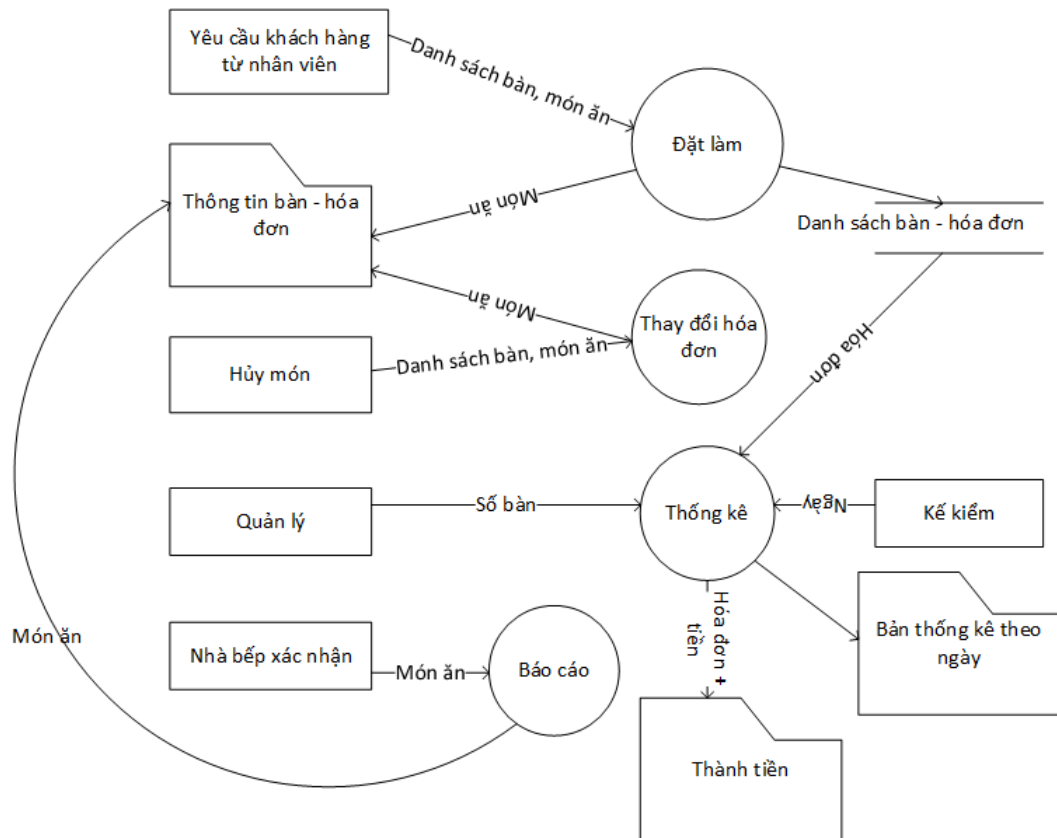 Yêu cầu khách hàng
từ nhân viên
Danh sách bàn, món ăn
Đặt làm
Thông tin bàn - hóa
đơn
Món ăn
Danh sách bàn - hóa đơn
Món ăn
Thay đổi hóa
đơn
Hủy món
Danh sách bàn, món ăn
Hóa đơn
Quản lý
Số bàn
Thống kê
Ngày
Kế kiểm
Hóa đơn +
tiền
Bản thống kê theo
ngày
Món ăn
Nhà bếp xác nhận
Món ăn
Báo cáo
Thành tiền